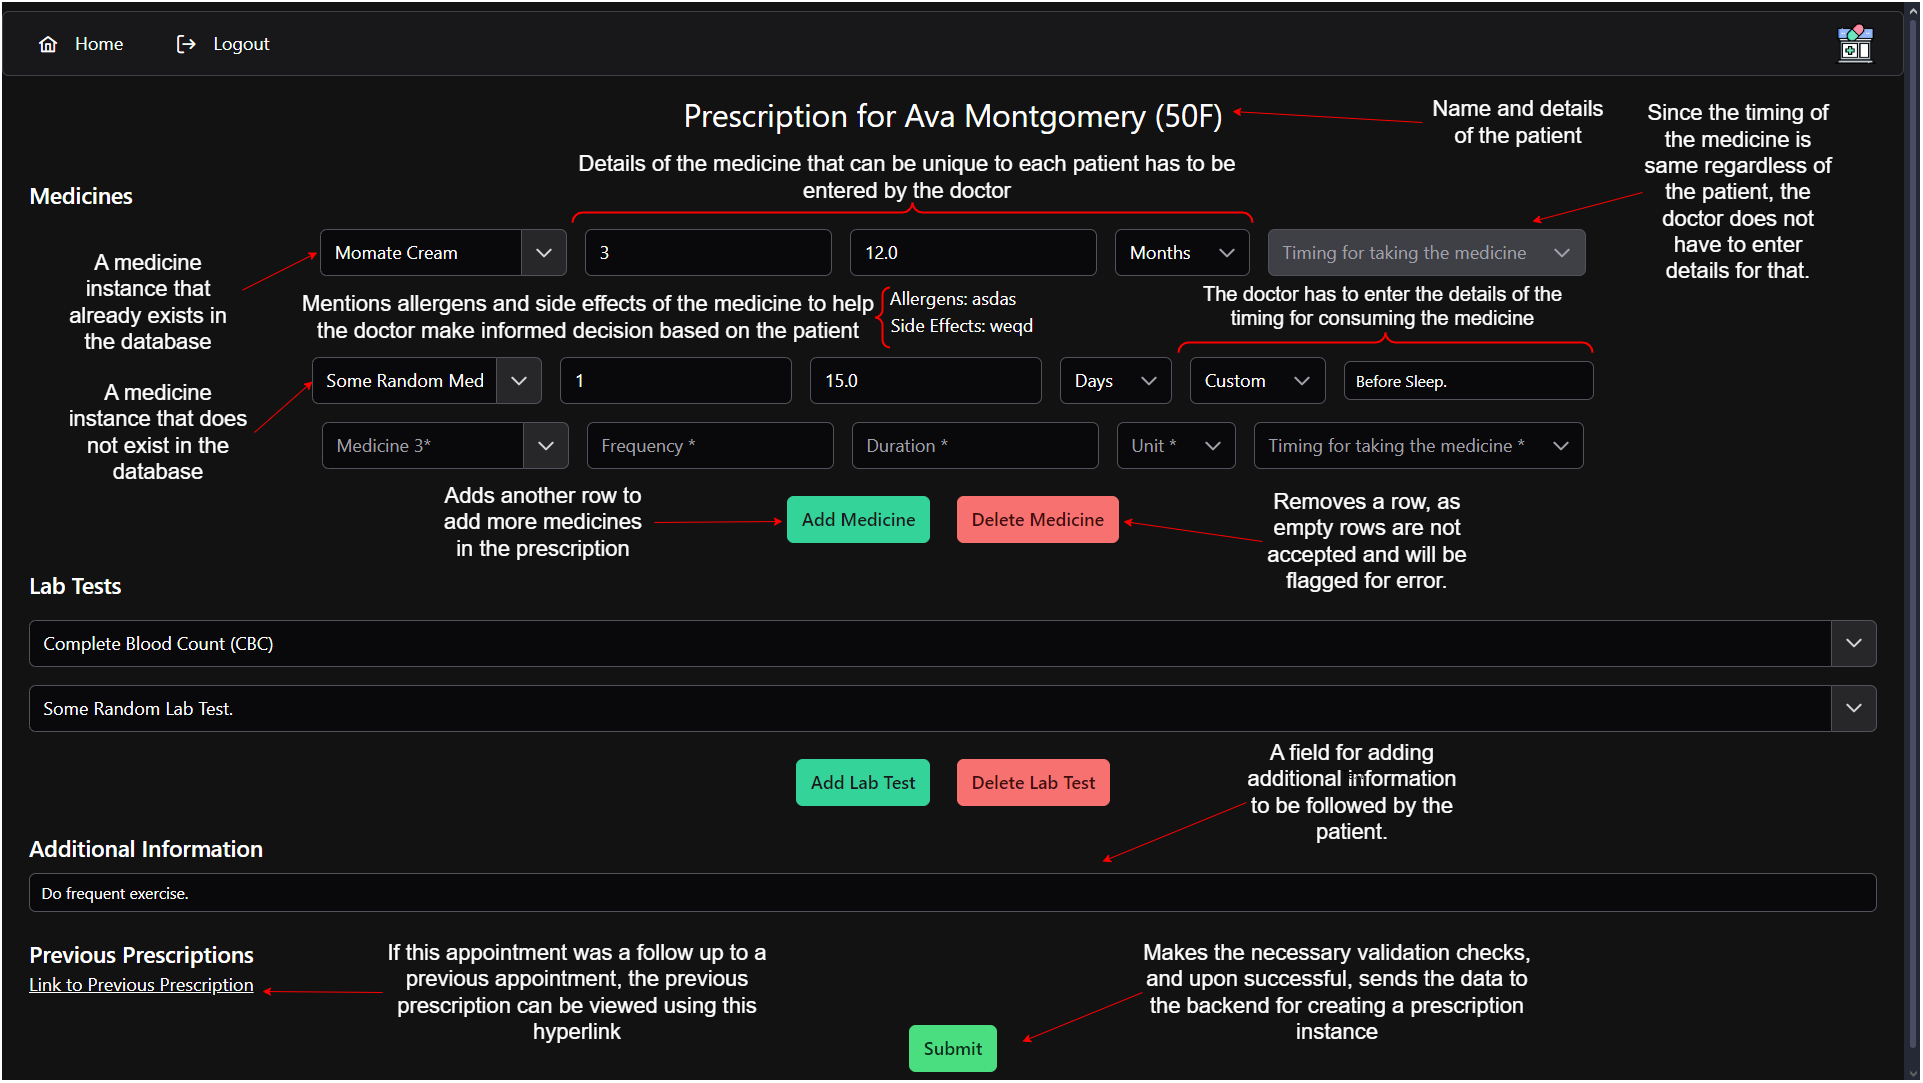 Home
Logout
Prescription for Ava Montgomery (50F)
Name and details
of the patient
Since the timing of
the medicine is
same regardless of
the patient, the
doctor does not
have to enter
details for that.
Details of the medicine that can be unique to each patient has to be
entered by the doctor
Medicines
A medicine
instance that
already exists in
the database
Momate Cream
3
12.0
Months
Timing for taking the medicine
Mentions allergens and side effects of the medicine to help
the doctor make informed decision based on the patient
Allergens: asdas
Side Effects: weqd
The doctor has to enter the details of the
timing for consuming the medicine
A medicine
instance that does
not exist in the
database
Some Random Med
1
15.0
Days
Custom
Before Sleep.
Medicine 3*
Frequency *
Duration *
Unit *
Timing for taking the medicine *
Adds another row to
add more medicines
in the prescription
Add Medicine
Delete Medicine
Removes a row, as
empty rows are not
accepted and will be
flagged for error.
Lab Tests
Complete Blood Count (CBC)
Some Random Lab Test.
Add Lab Test
Delete Lab Test
A field for adding
additional information
to be followed by the
patient.
Additional Information
Do frequent exercise.
Previous Prescriptions
Link to Previous Prescription
If this appointment was a follow up to a
previous appointment, the previous
prescription can be viewed using this
hyperlink
Makes the necessary validation checks,
and upon successful, sends the data to
the backend for creating a prescription
instance
Submit